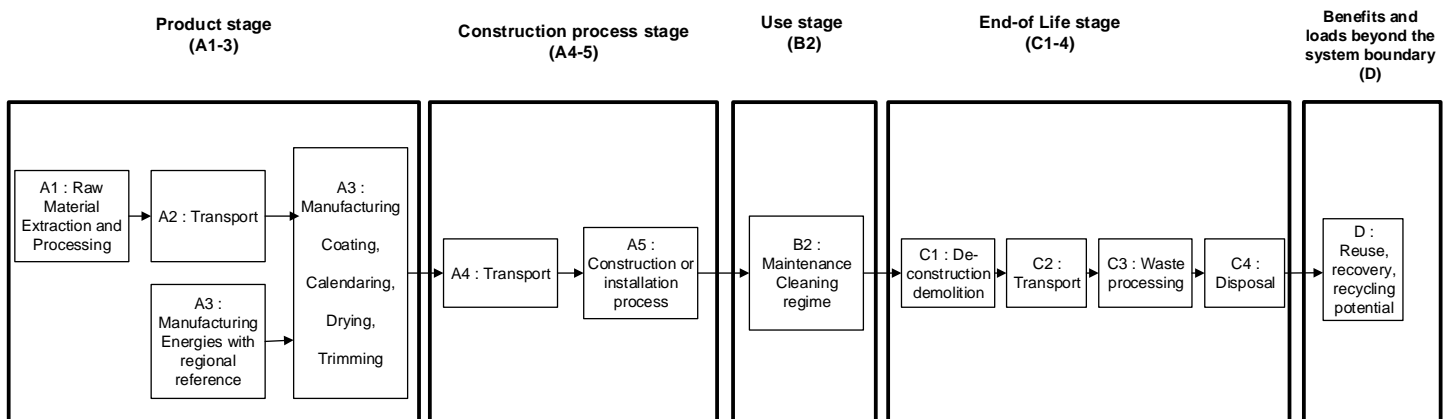 Product stage
(A1-3)
Construction process stage
(A4-5)
Use stage
(B2)
End-of Life stage
(C1-4)
Benefits and
loads beyond the
system boundary
(D)
A1 : Raw
Material
Extraction and
Processing
A2 : Transport
A3 :
Manufacturing
Energies with
regional
reference
A3 :
Manufacturing
Coating,
Calendaring,
Drying,
Trimming
A4 : Transport
A5 :
Construction or
installation
process
B2 :
Maintenance
Cleaning
regime
C1 : De-
construction
demolition
C2 :
Transport
C3 : Waste
processing
C4 :
Disposal
D :
Reuse,
recovery,
recycling
potential